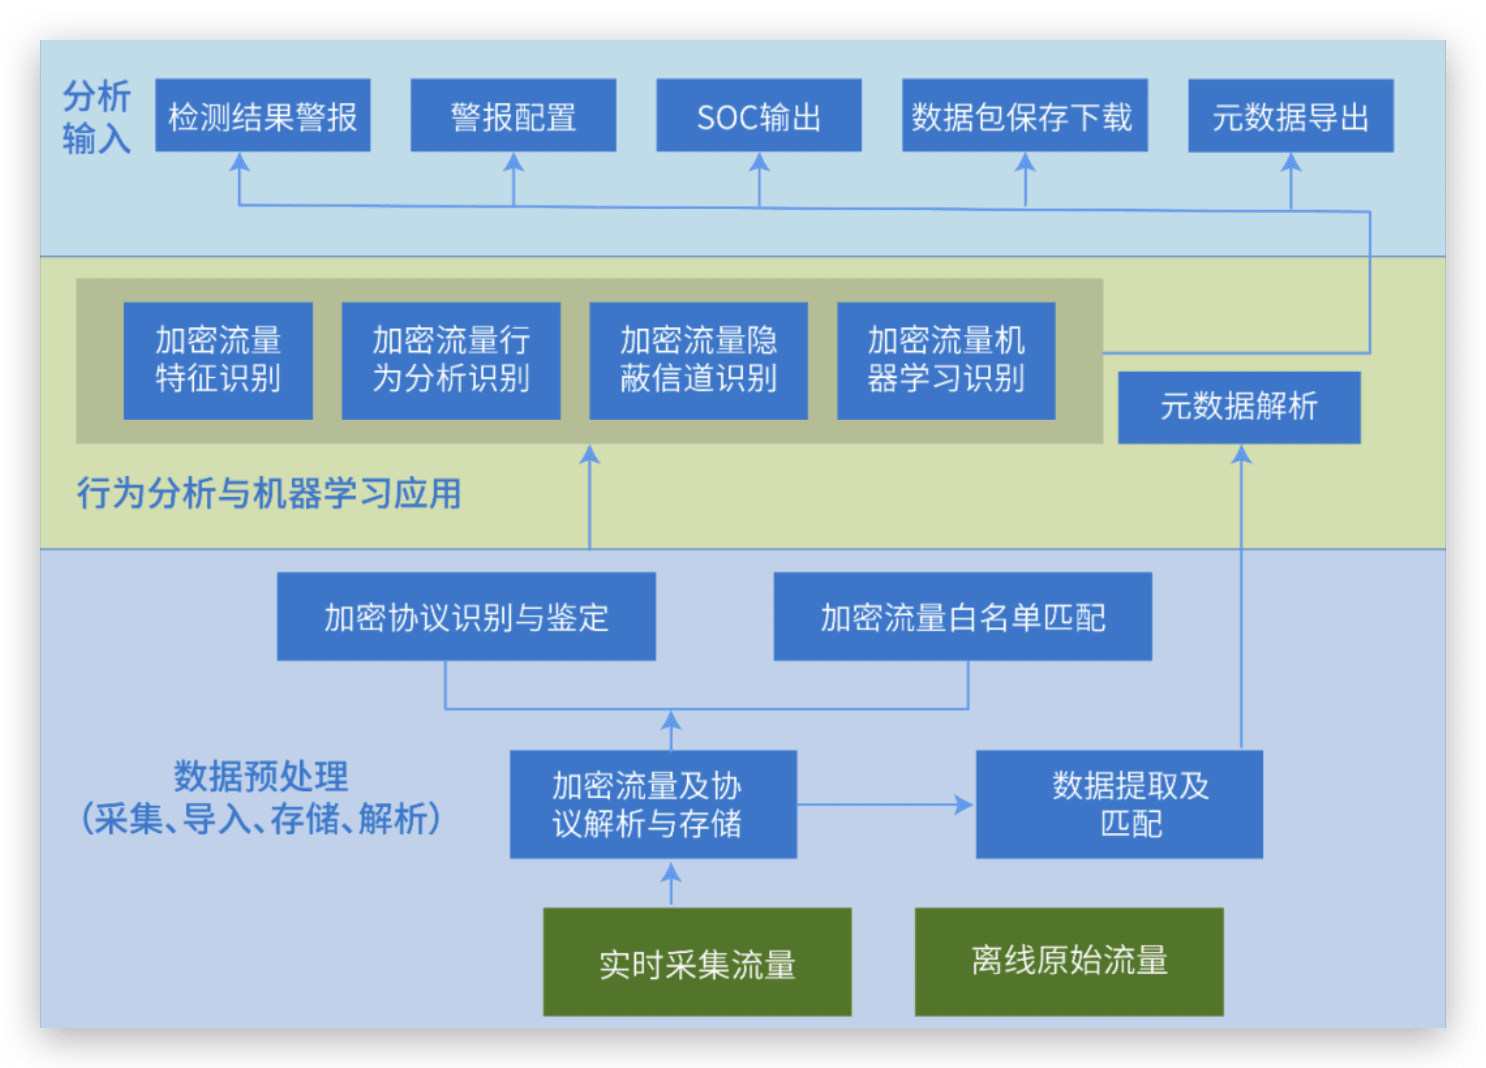 分析
输入
检测结果警报
警报配置
SOC输出
数据包保存下载
元数据导出
加密流量
特征识别
加密流量行
为分析识别
加密流量隐
蔽信道识别
加密流量机
器学习识别
元数据解析
行为分析与机器学习应用
加密协议识别与鉴定
加密流量白名单匹配
数据预处理
（采集、导入、存储、解析）
加密流量及协
议解析与存储
数据提取及
匹配
实时采集流量
离线原始流量